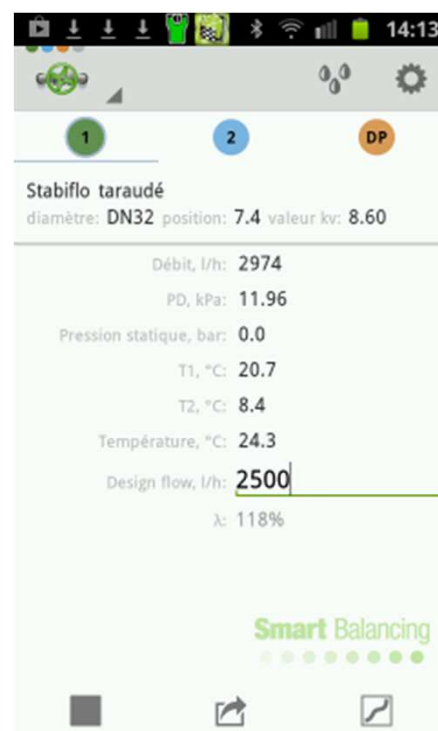 14:13
1 2 DP
Stabiflo taraudé
diamètre: DN32 position: 7.4 valeur kv: 8.60
Débit, l/h: 2974
PD, kPa: 11.96
Pression statique, bar: 0.0
T1, °C: 20.7
T2, °C: 8.4
Température, °C: 24.3
Design flow, l/h: 2500
λ: 118%
Smart Balancing